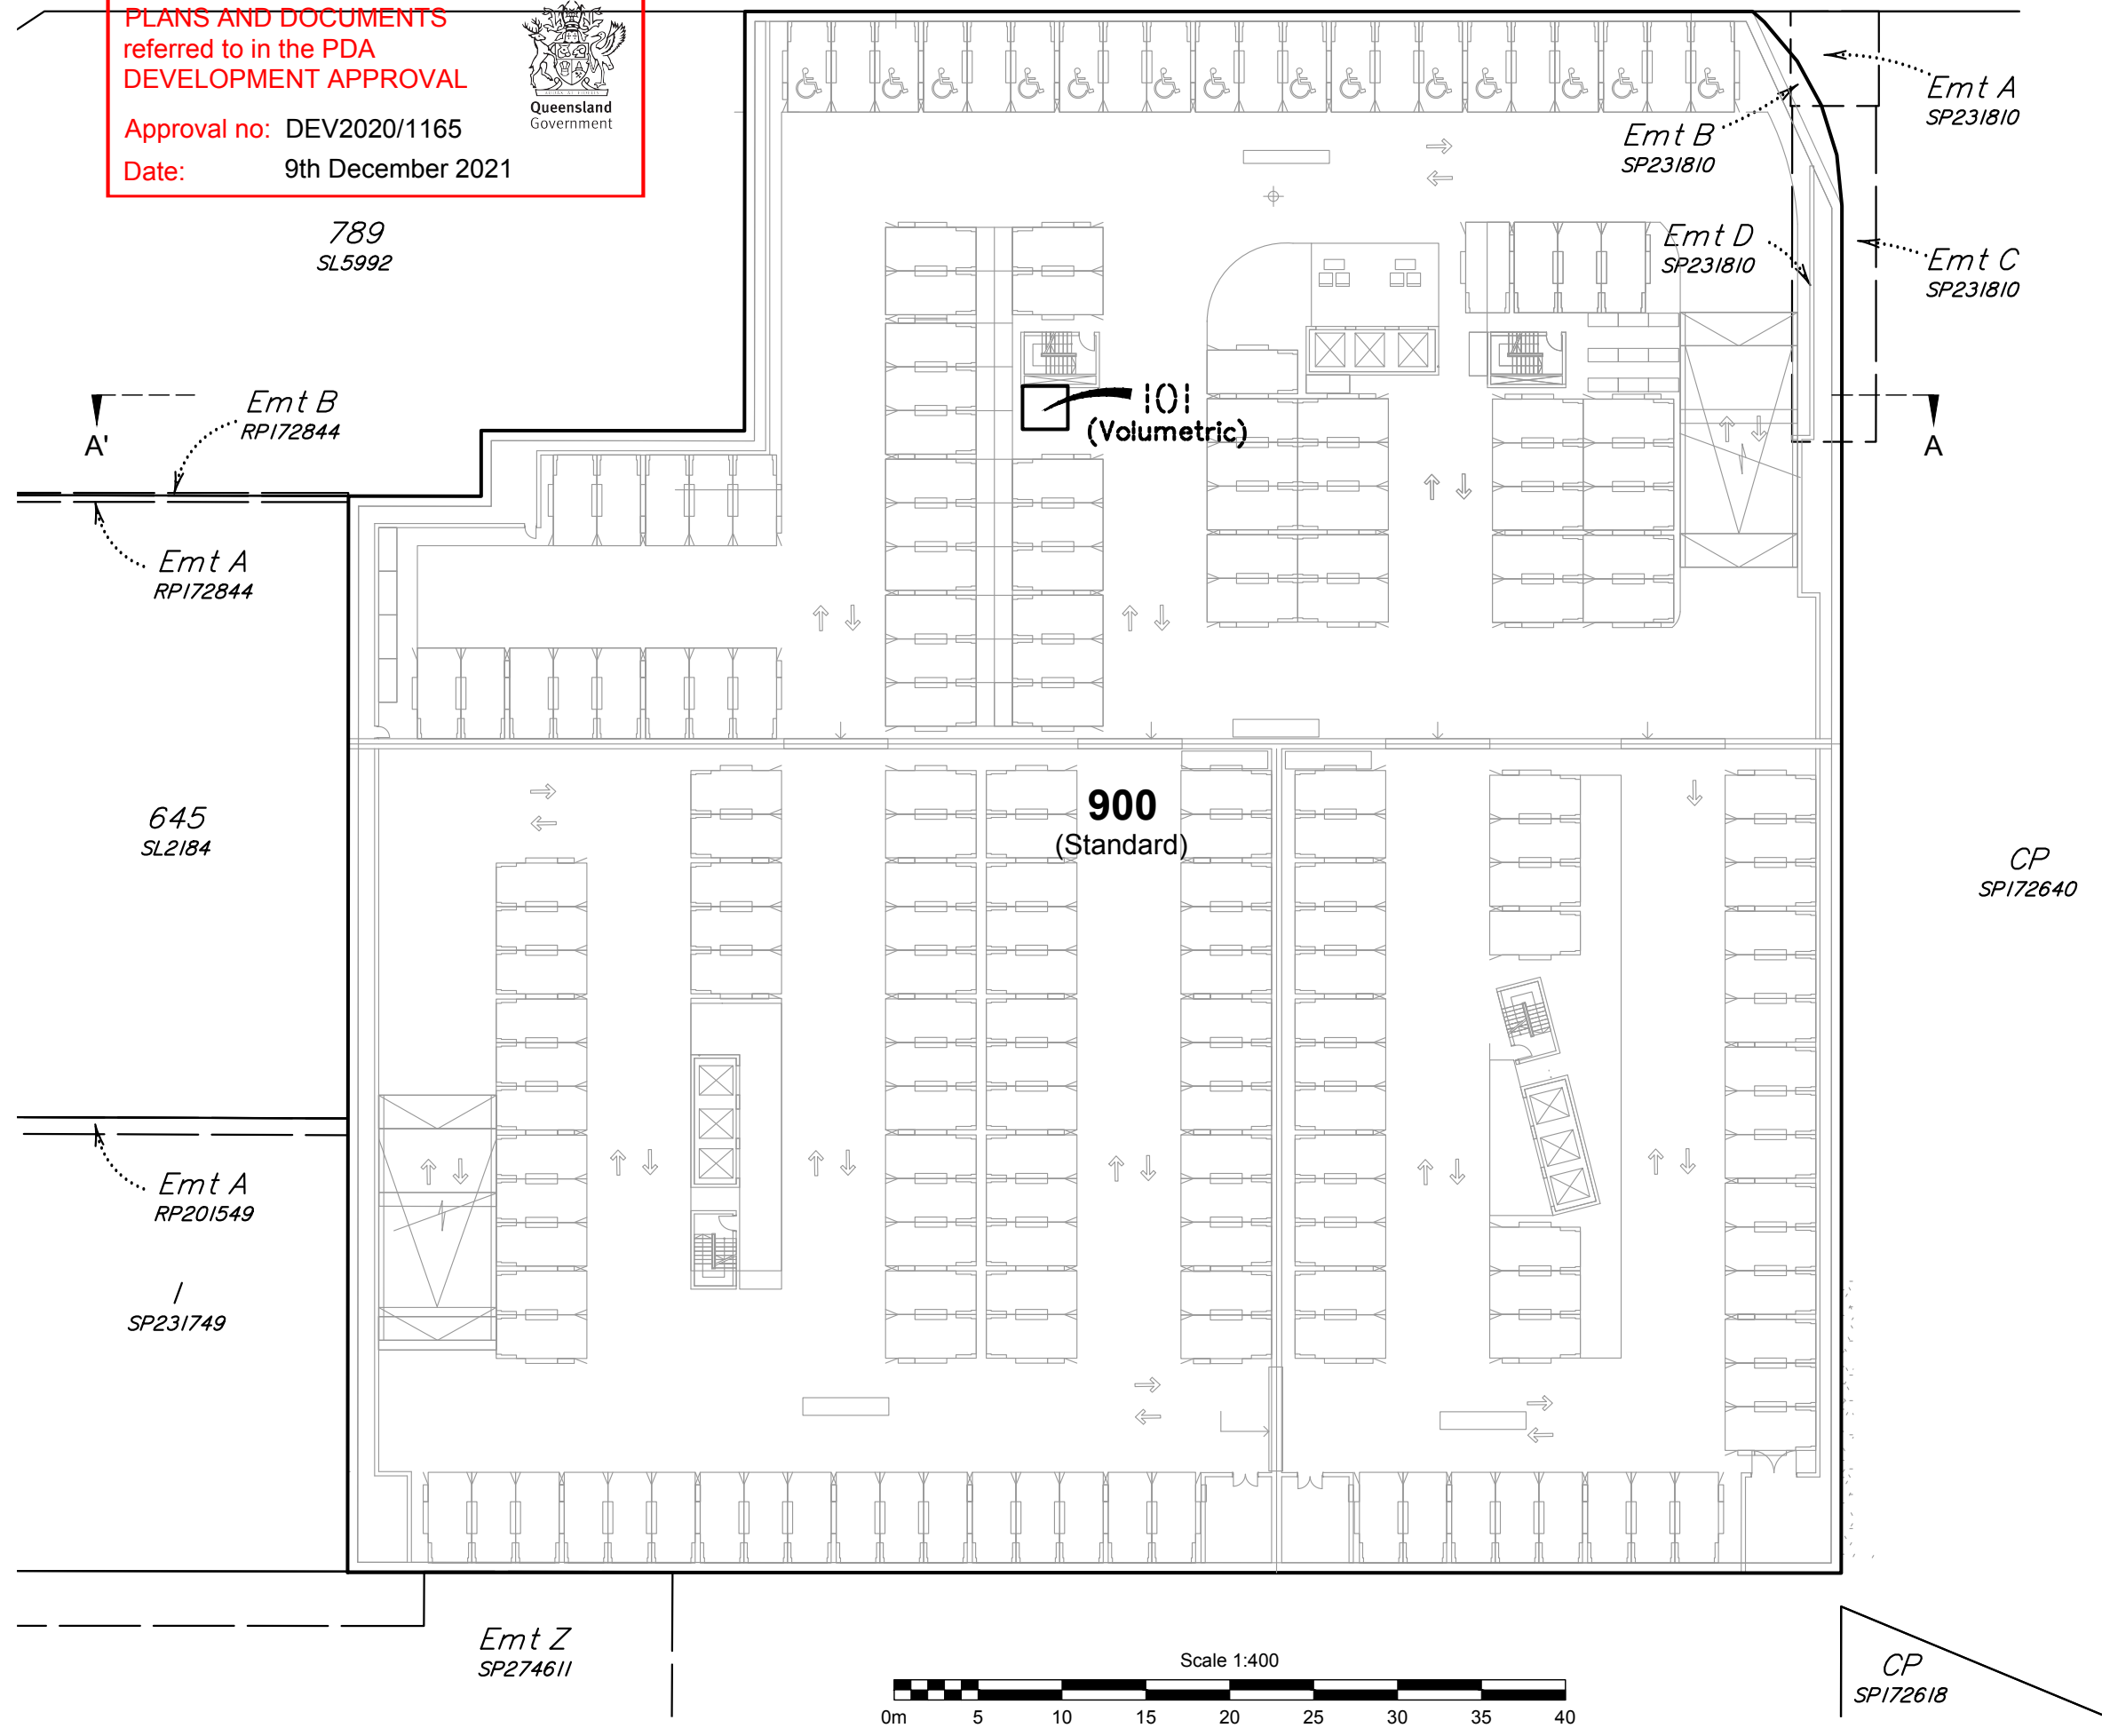 PLANS AND DOCUMENTS
referred to in the PDA
DEVELOPMENT APPROVAL
Queensland
Government
Approval no: DEV2020/1165
Date: 9th December 2021
Emt A
SP231810
Emt B
SP231810
789
SL5992
Emt D
SP231810
Emt C
SP231810
Emt B
RP172844
A'
101
(Volumetric)
A
Emt A
RP172844
645
SL2184
900
(Standard)
CP
SP172640
Emt A
RP201549
1
SP231749
Emt Z
SP274611
Scale 1:400
0m 5 10 15 20 25 30 35 40
CP
SP172618